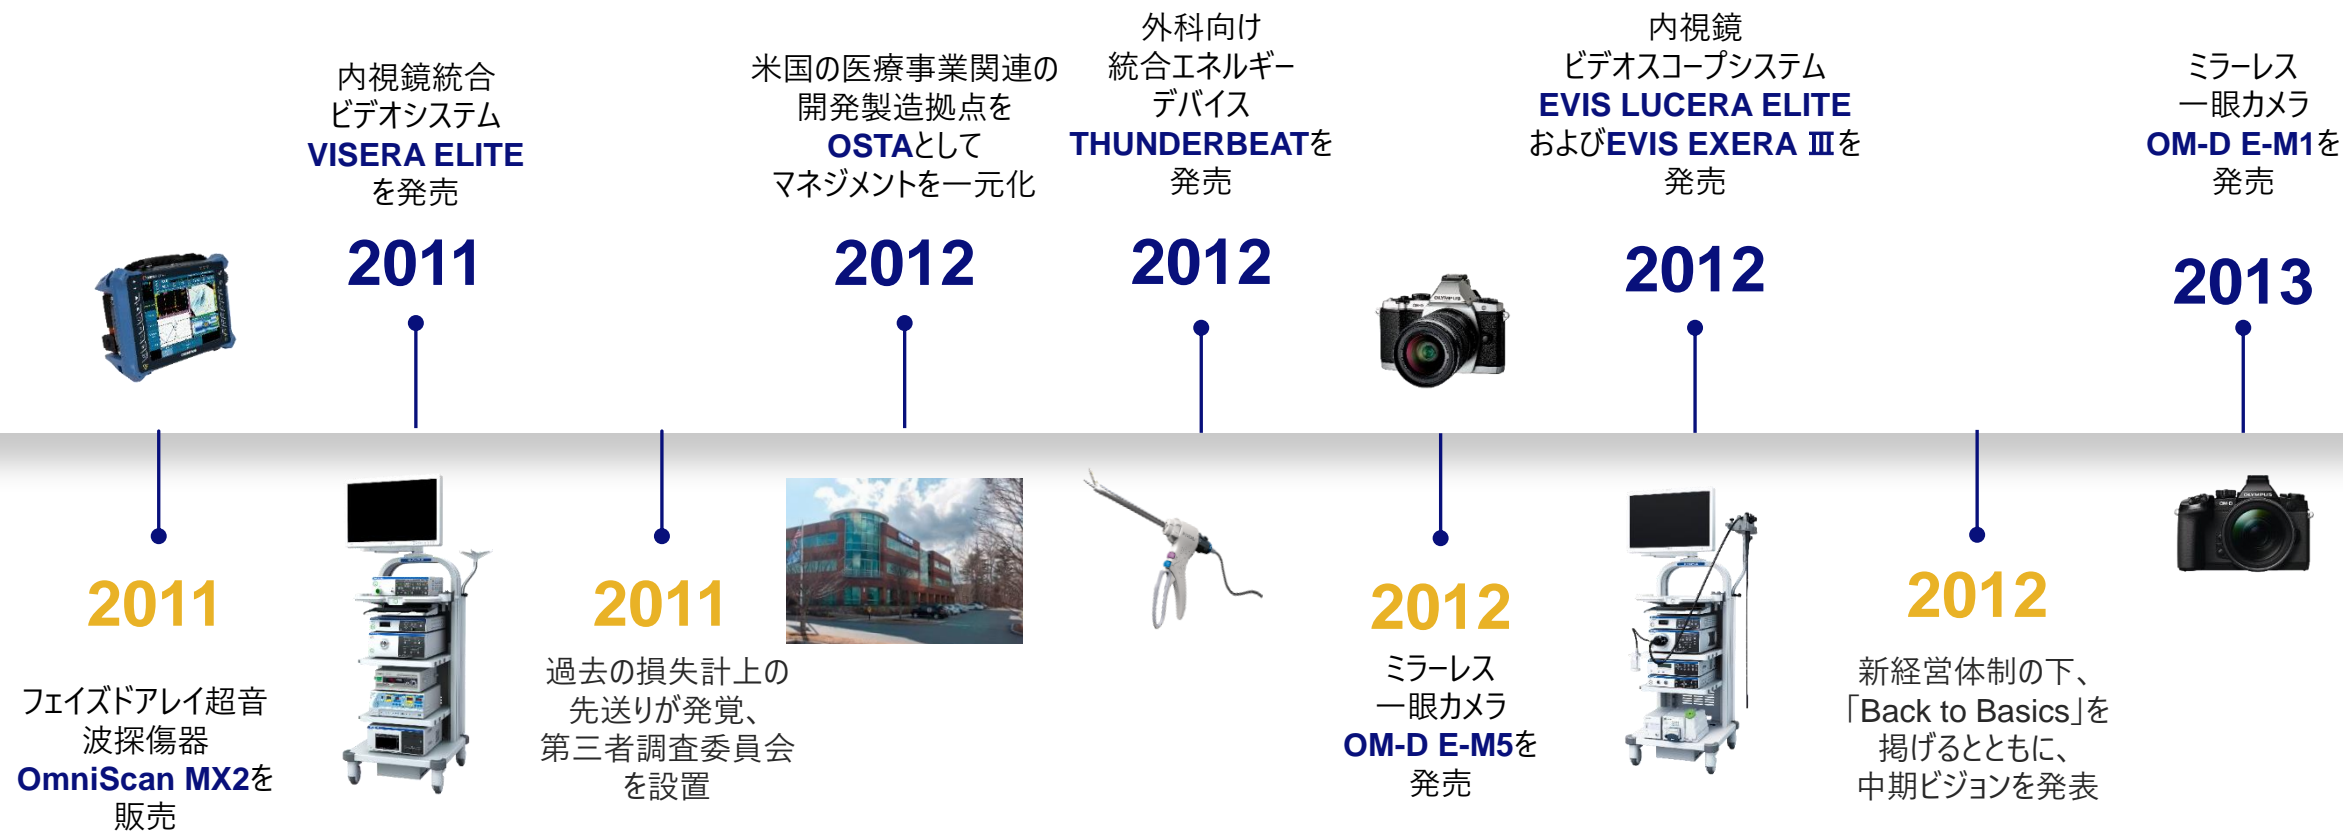 フェイズドアレイ超音
波探傷器
OmniScan MX2を
販売
2011
内視鏡統合
ビデオシステム
VISERA ELITE
を発売
2011
2011
過去の損失計上の
先送りが発覚、
第三者調査委員会
を設置
米国の医療事業関連の
開発製造拠点を
OSTAとして
マネジメントを一元化
2012
外科向け
統合エネルギー
デバイス
THUNDERBEATを
発売
2012
OLYMPUS
2012
ミラーレス
一眼カメラ
OM-D E-M5を
発売
内視鏡
ビデオスコープシステム
EVIS LUCERA ELITE
およびEVIS EXERA Ⅲを
発売
2012
2012
新経営体制の下、
「Back to Basics」を
掲げるとともに、
中期ビジョンを発表
ミラーレス
一眼カメラ
OM-D E-M1を
発売
2013
OLYMPUS
OM-D